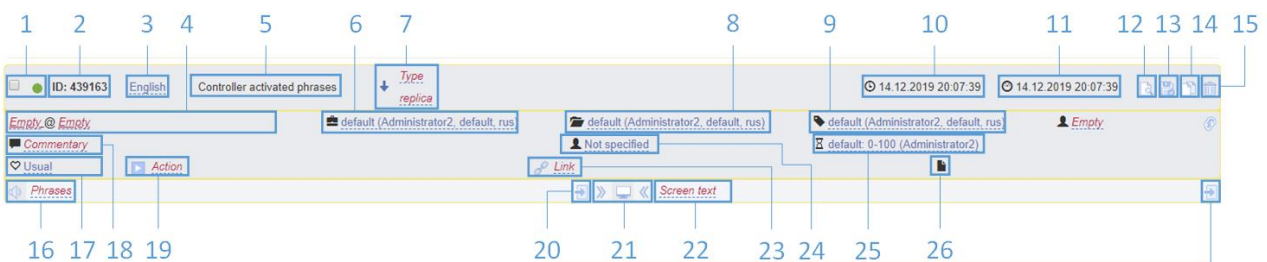 1 2 3 4 5 6 7 8 9 10 11 12 13 14 15
ID: 439163 English Controller activated phrases Type replica 14.12.2019 20:07:39 14.12.2019 20:07:39
Empty @ Empty default (Administrator2, default, rus) default (Administrator2, default, rus) default (Administrator2, default, rus) Empty
Commentary Not specified default: 0-100 (Administrator2)
Usual Action Link
Phrases Screen text
16 17 18 19 20 21 22 23 24 25 26